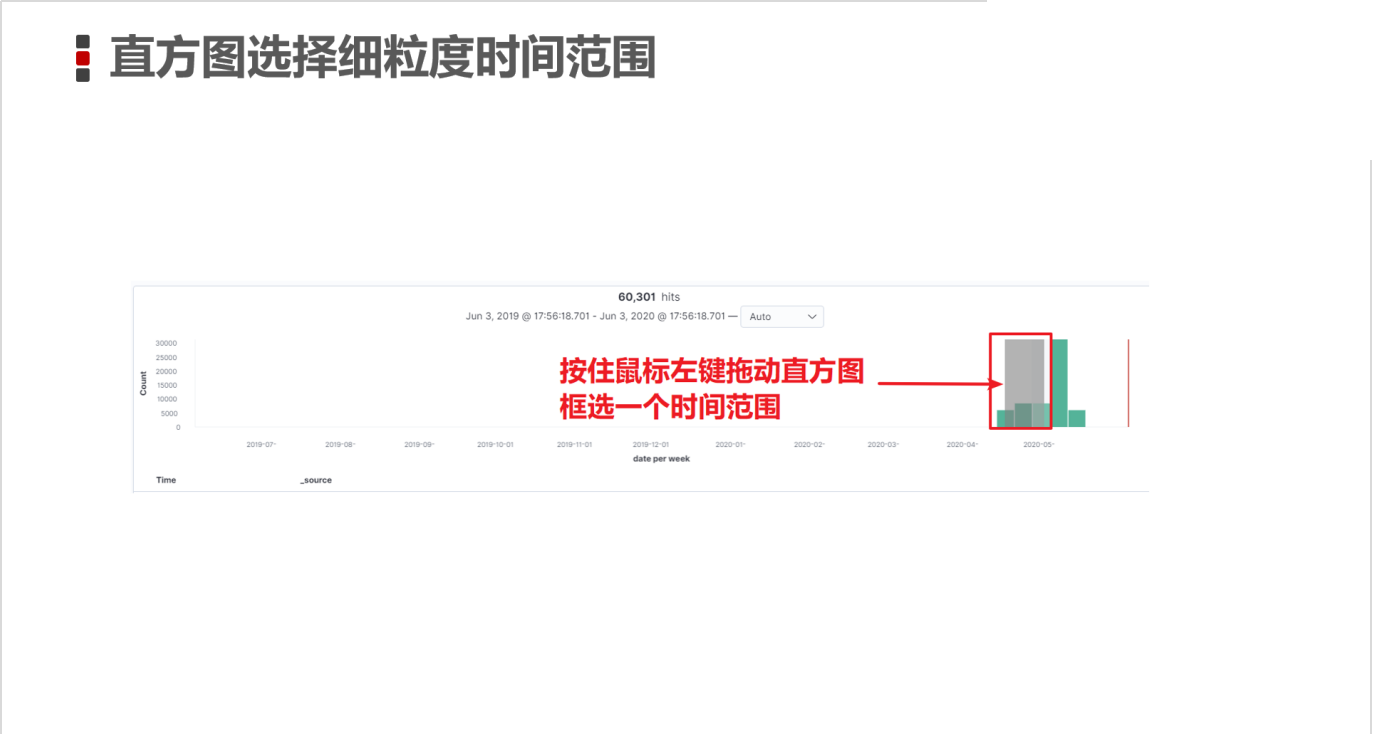 直方图选择细粒度时间范围
60,301 hits
Jun 3, 2019 @ 17:56:18.701 - Jun 3, 2020 @ 17:56:18.701 — Auto
按住鼠标左键拖动直方图
框选一个时间范围
Count
30000
25000
20000
15000
10000
5000
0
2019-07- 2019-08- 2019-09- 2019-10-01 2019-11-01 2019-12-01 2020-01- 2020-02- 2020-03- 2020-04- 2020-05-
date per week
Time _source